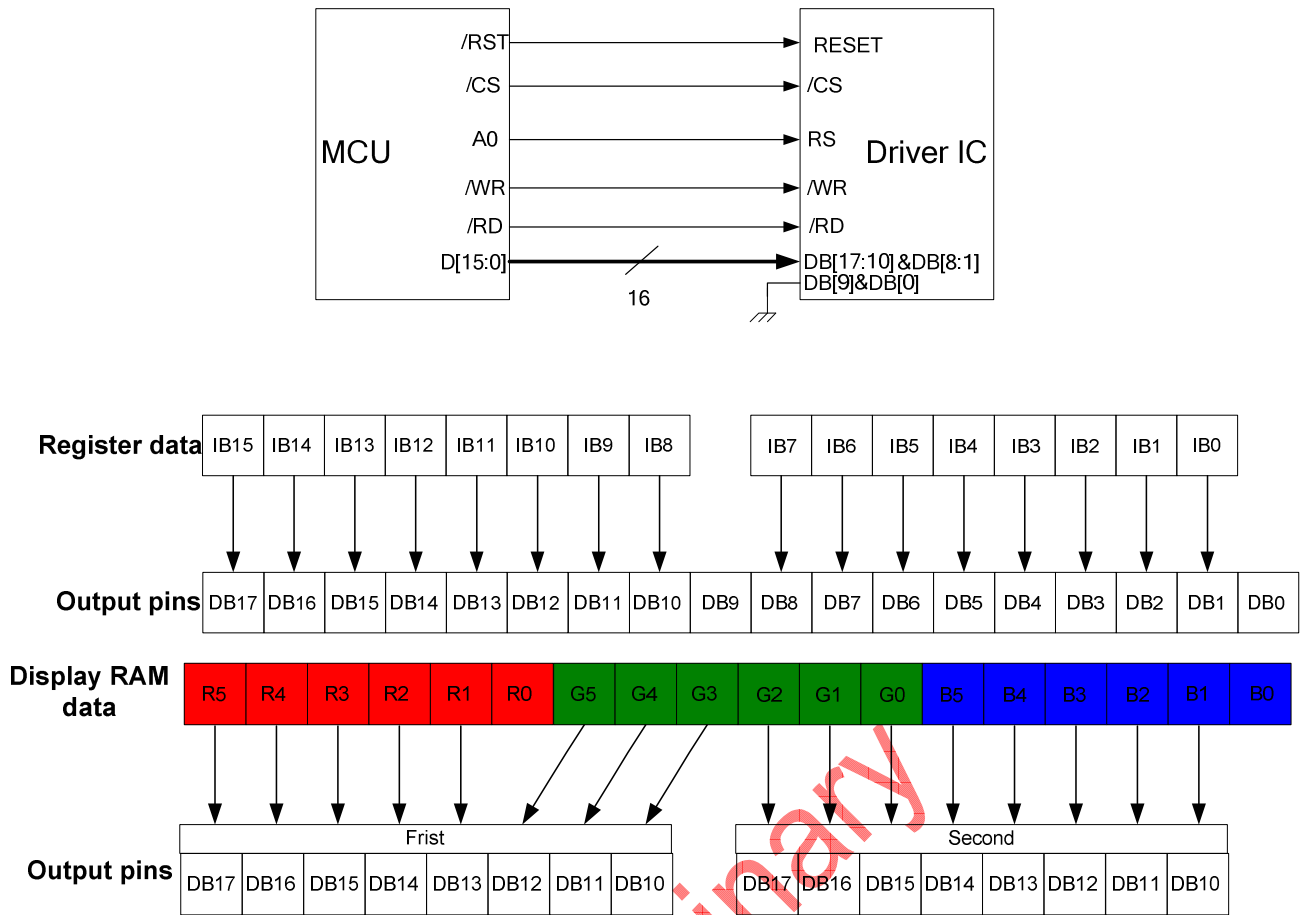 /RST RESET
/CS /CS
MCU A0 RS Driver IC
/WR /WR
/RD /RD
D[15:0] DB[17:10]&DB[8:1]
16 DB[9]&DB[0]
Register data IB15 IB14 IB13 IB12 IB11 IB10 IB9 IB8 IB7 IB6 IB5 IB4 IB3 IB2 IB1 IB0
Output pins DB17 DB16 DB15 DB14 DB13 DB12 DB11 DB10 DB9 DB8 DB7 DB6 DB5 DB4 DB3 DB2 DB1 DB0
Display RAM
data R5 R4 R3 R2 R1 R0 G5 G4 G3 G2 G1 G0 B5 B4 B3 B2 B1 B0
Frist Second
Output pins DB17 DB16 DB15 DB14 DB13 DB12 DB11 DB10 DB17 DB16 DB15 DB14 DB13 DB12 DB11 DB10
inary